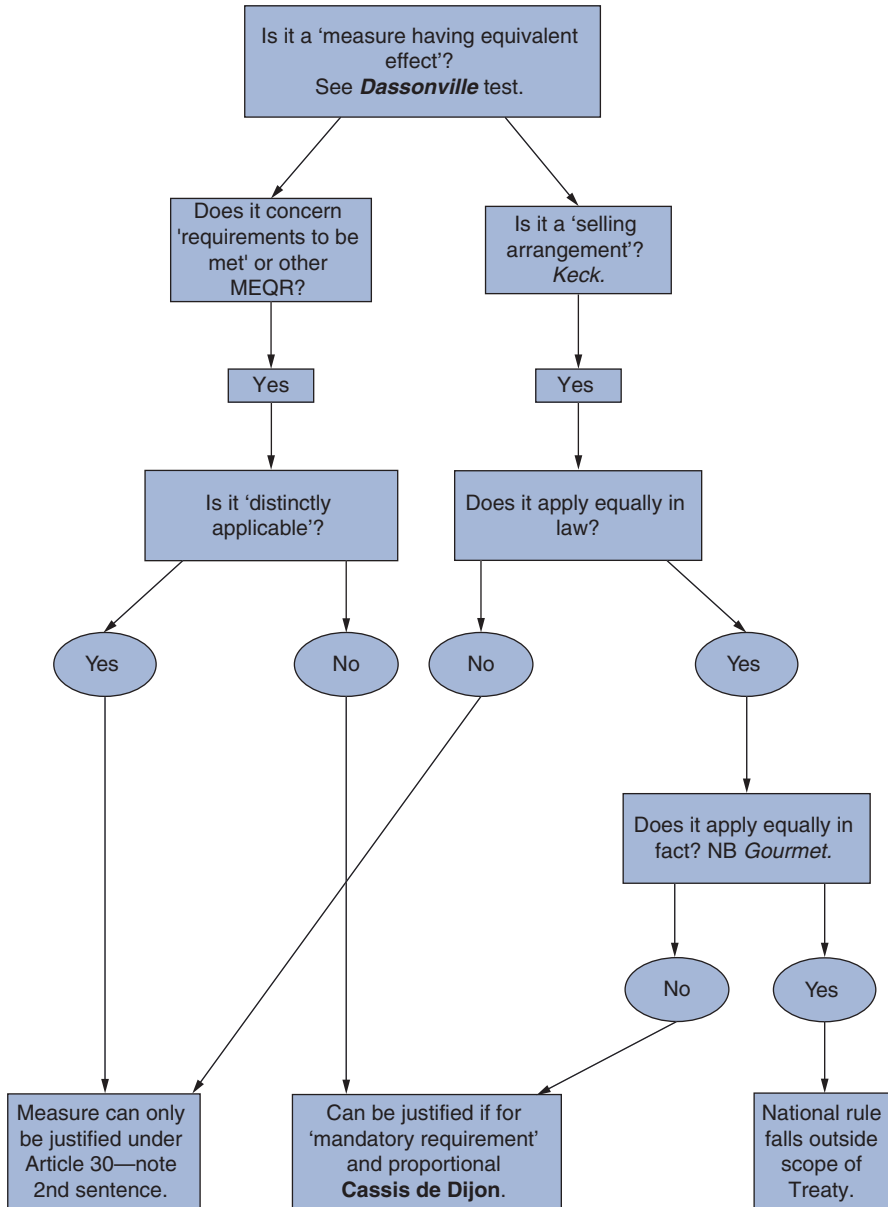 Is it a ‘measure having equivalent
effect’?
See Dassonville test.
Does it concern
'requirements to be
met' or other
MEQR?
Is it a ‘selling
arrangement’?
Keck.
Yes
Yes
Is it ‘distinctly
applicable’?
Does it apply equally in
law?
Yes
No
No
Yes
Does it apply equally in
fact? NB Gourmet.
No
Yes
Measure can only
be justified under
Article 30—note
2nd sentence.
Can be justified if for
‘mandatory requirement’
and proportional
Cassis de Dijon.
National rule
falls outside
scope of
Treaty.